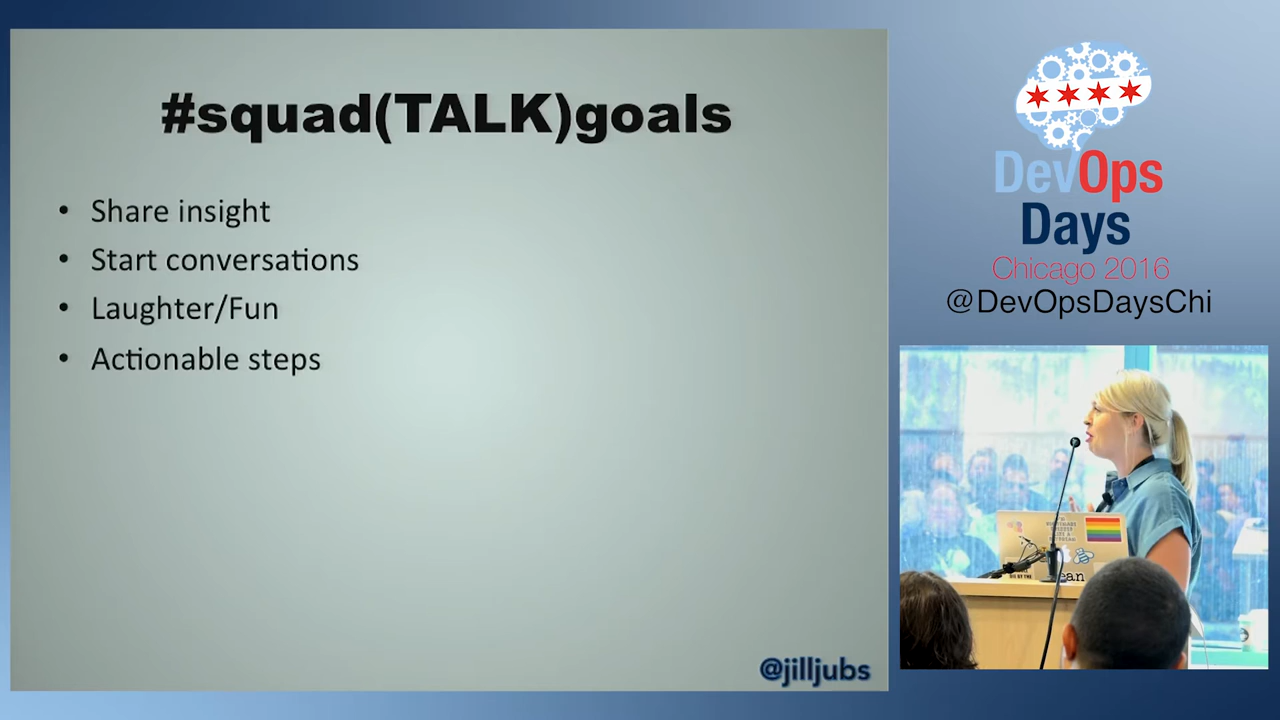 #squad(TALK)goals
• Share insight
• Start conversations
• Laughter/Fun
• Actionable steps
@jilljubs
DevOps
Days
Chicago 2016
@DevOpsDaysChi